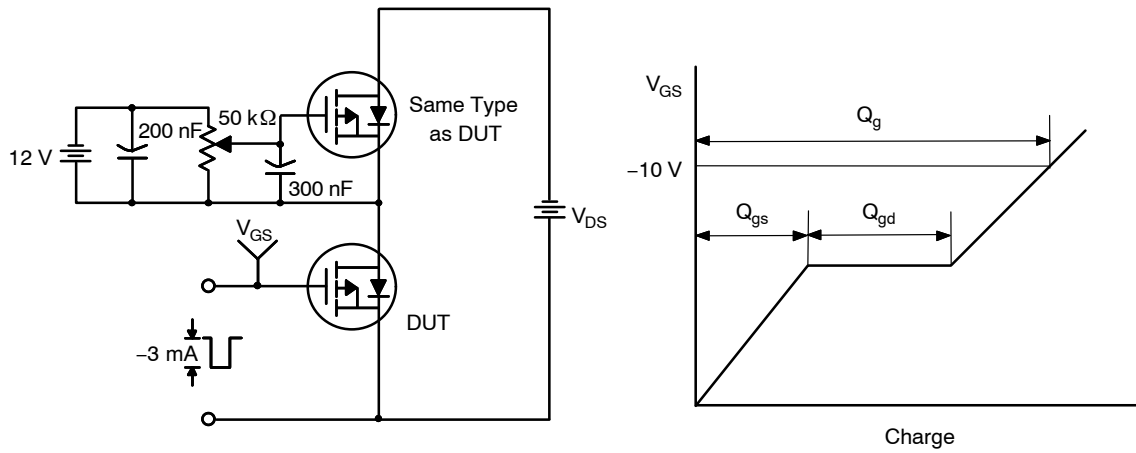 12 V
200 nF
50 kΩ
300 nF
Same Type
as DUT
V_DS
V_GS
DUT
−3 mA
V_GS
Q_g
−10 V
Q_gs
Q_gd
Charge